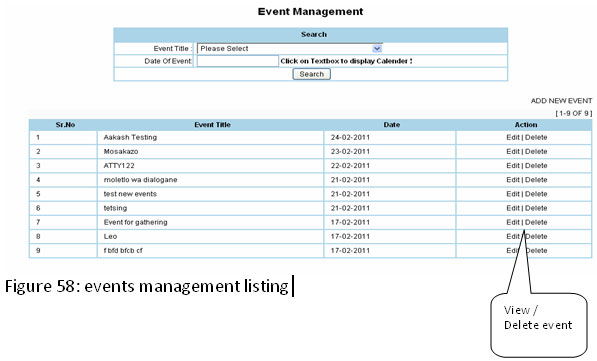 Event Management
Search
Event Title : Please Select
Date Of Event: Click on Textbox to display Calender !
Search
ADD NEW EVENT
[ 1-9 OF 9 ]
Sr.No Event Title Date Action
1 Aakash Testing 24-02-2011 Edit | Delete
2 Mosakazo 23-02-2011 Edit | Delete
3 ATTY122 22-02-2011 Edit | Delete
4 moletlo wa dialogane 21-02-2011 Edit | Delete
5 test new events 21-02-2011 Edit | Delete
6 tetsing 21-02-2011 Edit | Delete
7 Event for gathering 17-02-2011 Edit | Delete
8 Leo 17-02-2011 Edit | Delete
9 f bfd bfcb cf 17-02-2011 Edit | Delete
Figure 58: events management listing
View /
Delete event